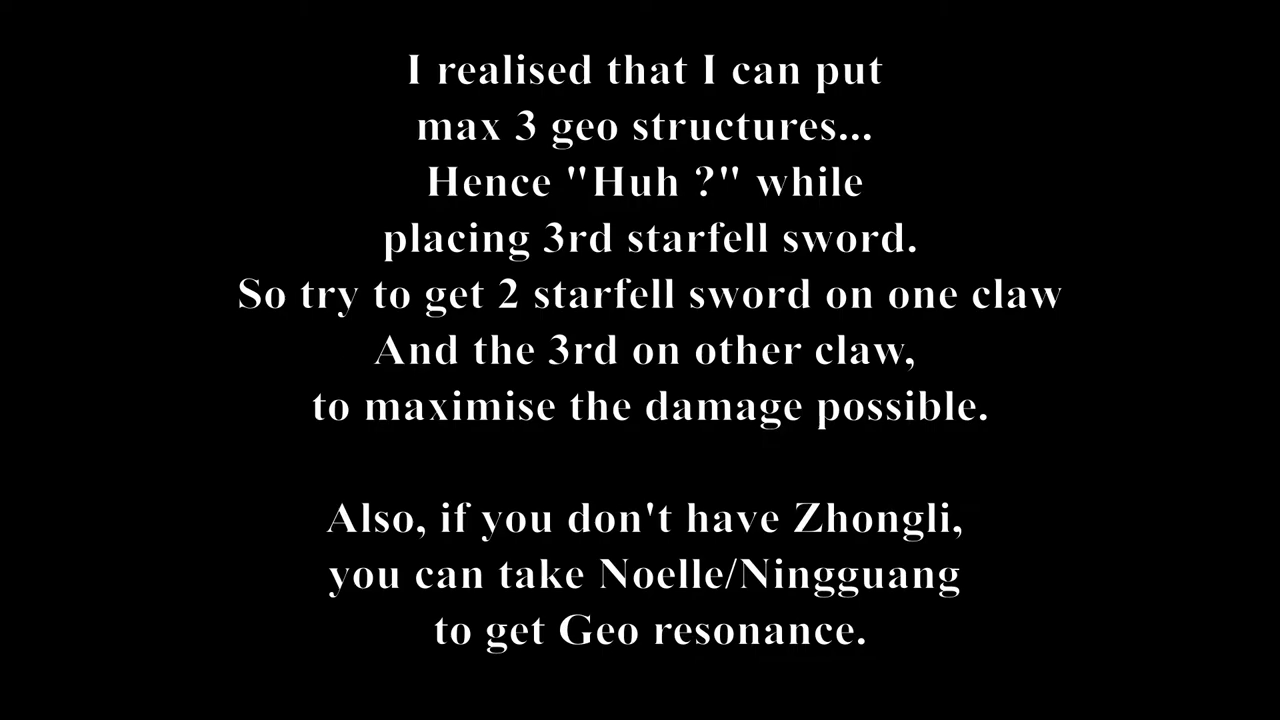 I realised that I can put
max 3 geo structures...
Hence "Huh ?" while
placing 3rd starfell sword.
So try to get 2 starfell sword on one claw
And the 3rd on other claw,
to maximise the damage possible.
Also, if you don't have Zhongli,
you can take Noelle/Ningguang
to get Geo resonance.